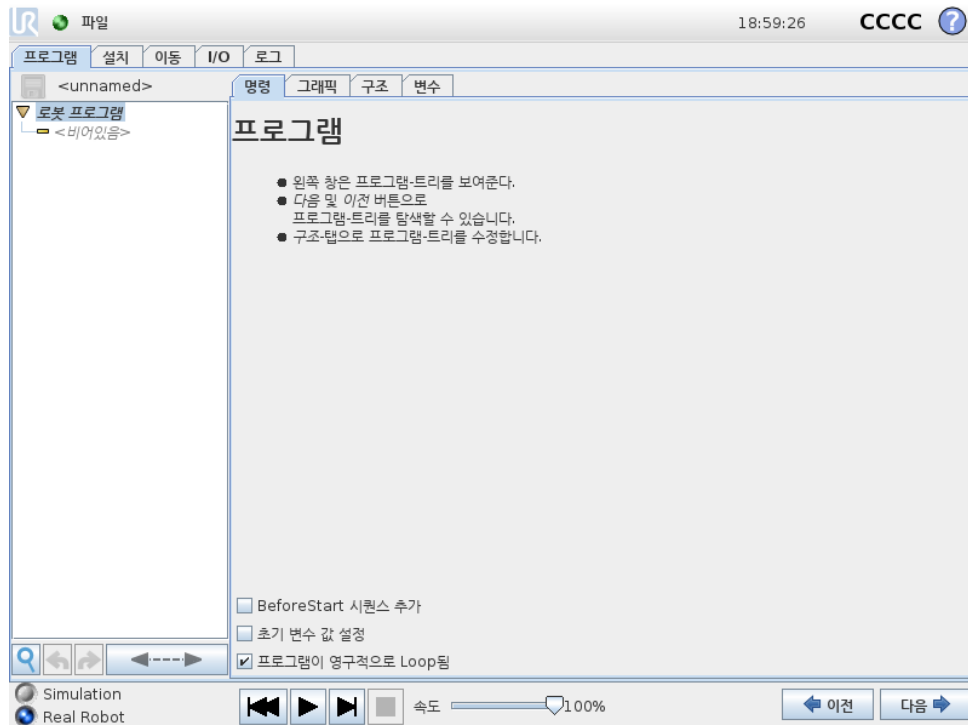 UR 파일 18:59:26 CCCC ?
프로그램 설치 이동 I/O 로그
<unnamed> 명령 그래픽 구조 변수
로봇 프로그램
<비어있음>
프로그램
왼쪽 창은 프로그램-트리를 보여준다.
다음 및 이전 버튼으로
프로그램-트리를 탐색할 수 있습니다.
구조-탭으로 프로그램-트리를 수정합니다.
BeforeStart 시퀀스 추가
초기 변수 값 설정
프로그램이 영구적으로 Loop됨
Simulation
Real Robot
속도 100% 이전 다음